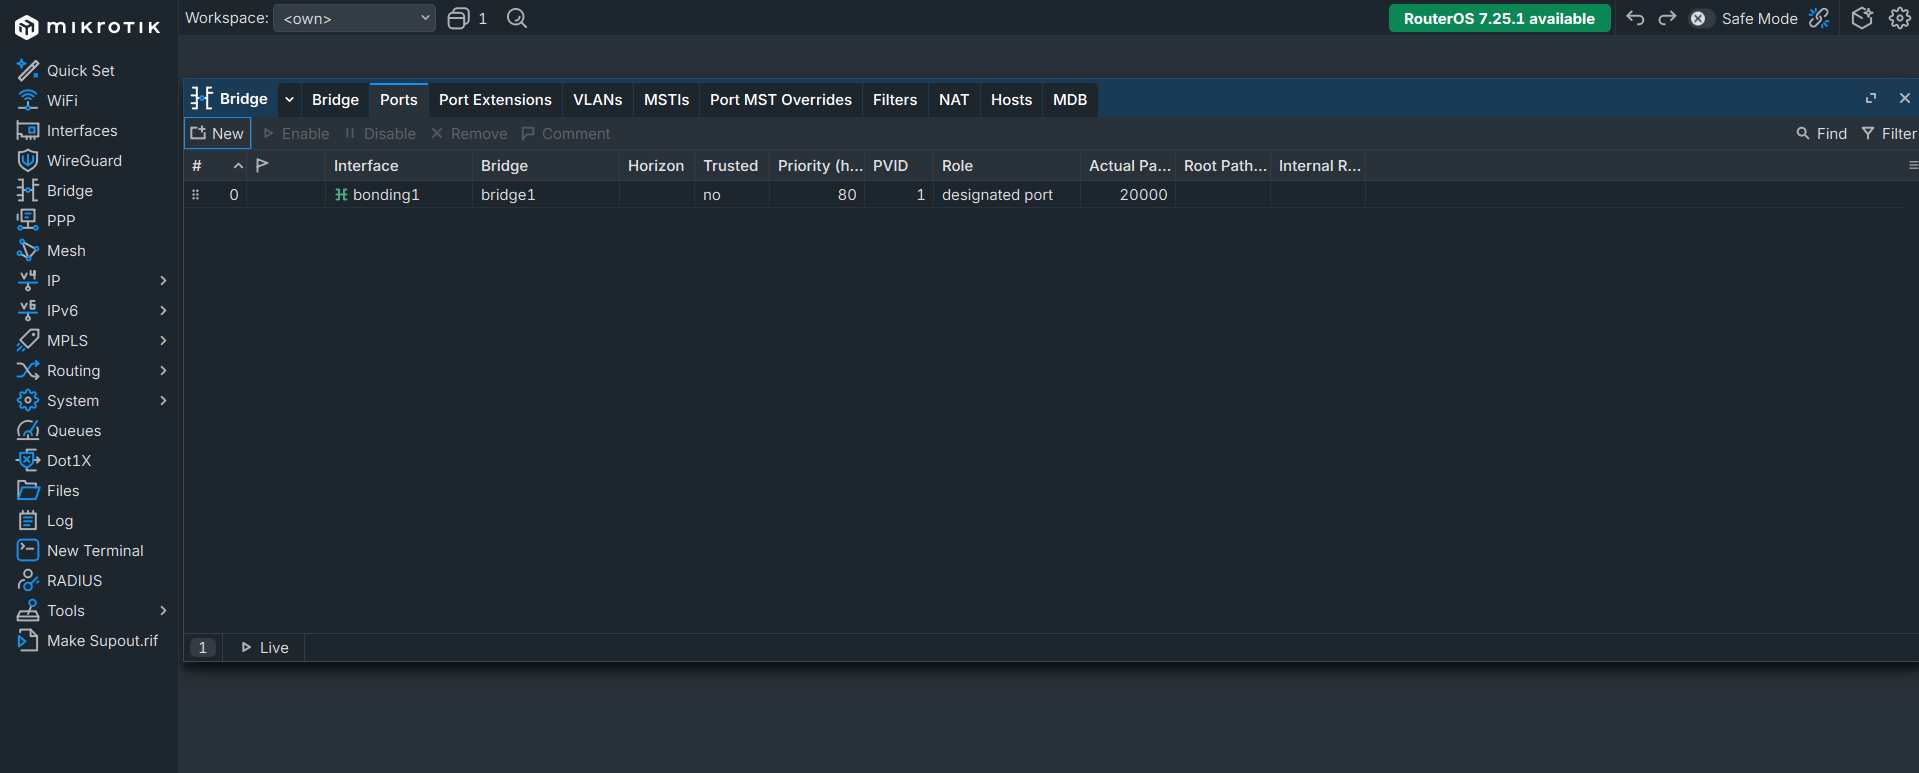 mikrotik
Workspace: <own> 1 RouterOS 7.25.1 available Safe Mode
Quick Set
WiFi
Interfaces
WireGuard
Bridge
PPP
Mesh
v4 IP
v6 IPv6
MPLS
Routing
System
Queues
Dot1X
Files
Log
New Terminal
RADIUS
Tools
Make Supout.rif
Bridge Bridge Ports Port Extensions VLANs MSTIs Port MST Overrides Filters NAT Hosts MDB
New Enable Disable Remove Comment Find Filter
# Interface Bridge Horizon Trusted Priority (h... PVID Role Actual Pa... Root Path... Internal R...
0 bonding1 bridge1 no 80 1 designated port 20000
1 Live